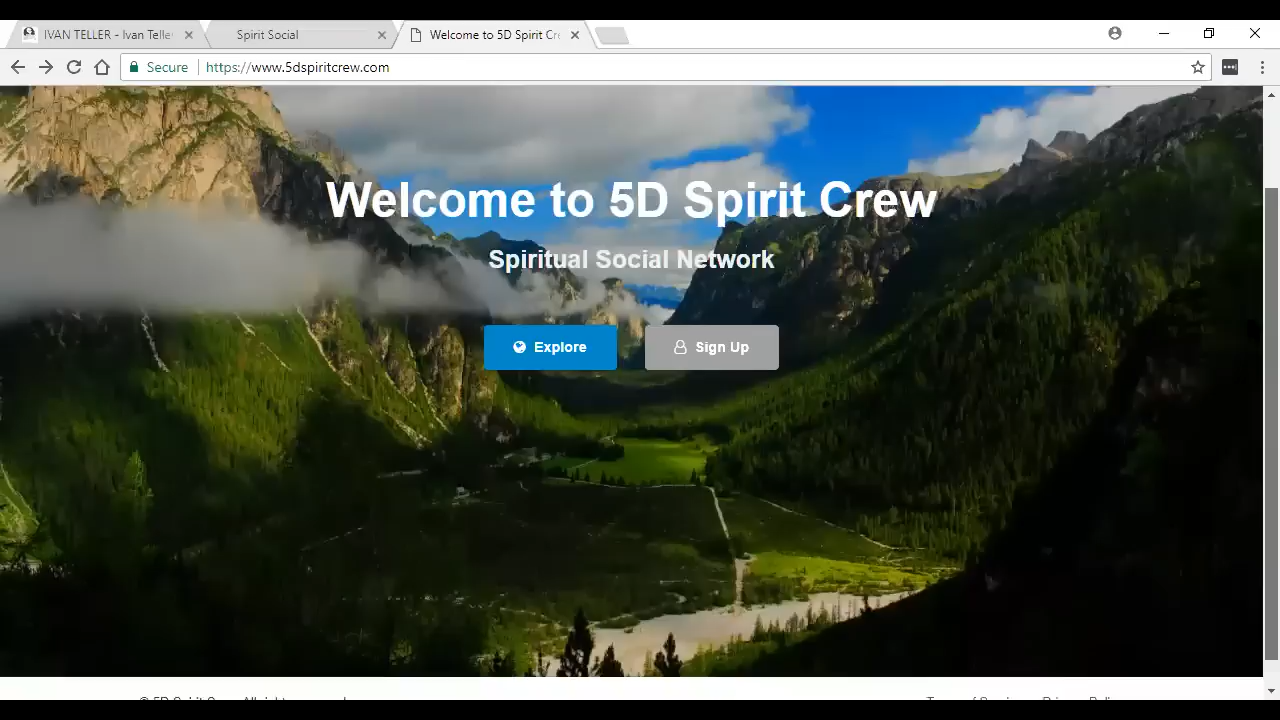 IVAN TELLER - Ivan Telle
Spirit Social
Welcome to 5D Spirit Cr
Secure
https://www.5dspiritcrew.com
Welcome to 5D Spirit Crew
Spiritual Social Network
Explore
Sign Up